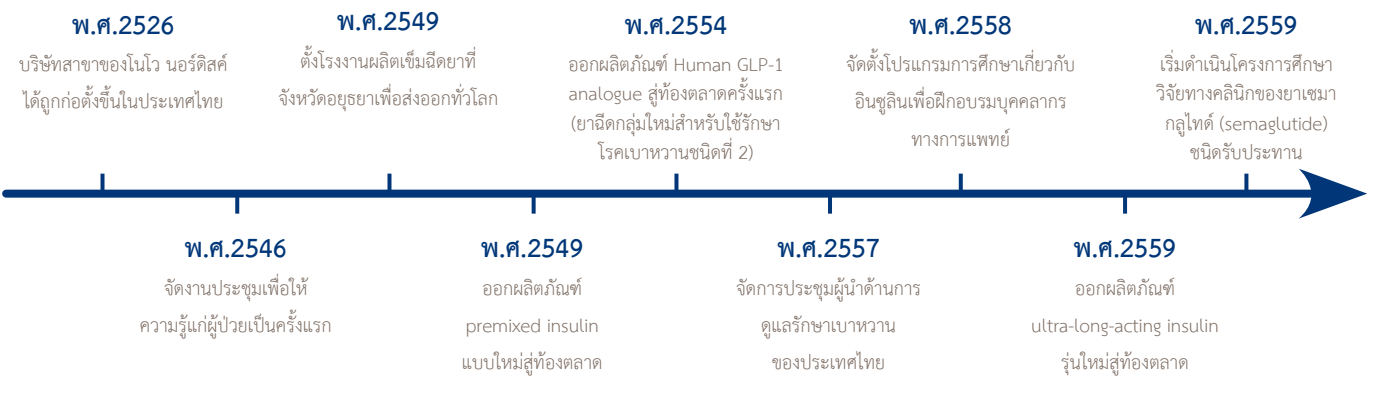 พ.ศ.2526
บริษัทสาขาของโนโว นอร์ดิสค์
ได้ถูกก่อตั้งขึ้นในประเทศไทย
พ.ศ.2549
ตั้งโรงงานผลิตเข็มฉีดยาที่
จังหวัดอยุธยาเพื่อส่งออกทั่วโลก
พ.ศ.2554
ออกผลิตภัณฑ์ Human GLP-1
analogue สู่ท้องตลาดครั้งแรก
(ยาฉีดกลุ่มใหม่สำหรับใช้รักษา
โรคเบาหวานชนิดที่ 2)
พ.ศ.2558
จัดตั้งโปรแกรมการศึกษาเกี่ยวกับ
อินซูลินเพื่อฝึกอบรมบุคคลากร
ทางการแพทย์
พ.ศ.2559
เริ่มดำเนินโครงการศึกษา
วิจัยทางคลินิกของยาเซมา
กลูไทด์ (semaglutide)
ชนิดรับประทาน
พ.ศ.2546
จัดงานประชุมเพื่อให้
ความรู้แก่ผู้ป่วยเป็นครั้งแรก
พ.ศ.2549
ออกผลิตภัณฑ์
premixed insulin
แบบใหม่สู่ท้องตลาด
พ.ศ.2557
จัดการประชุมผู้นำด้านการ
ดูแลรักษาเบาหวาน
ของประเทศไทย
พ.ศ.2559
ออกผลิตภัณฑ์
ultra-long-acting insulin
รุ่นใหม่สู่ท้องตลาด